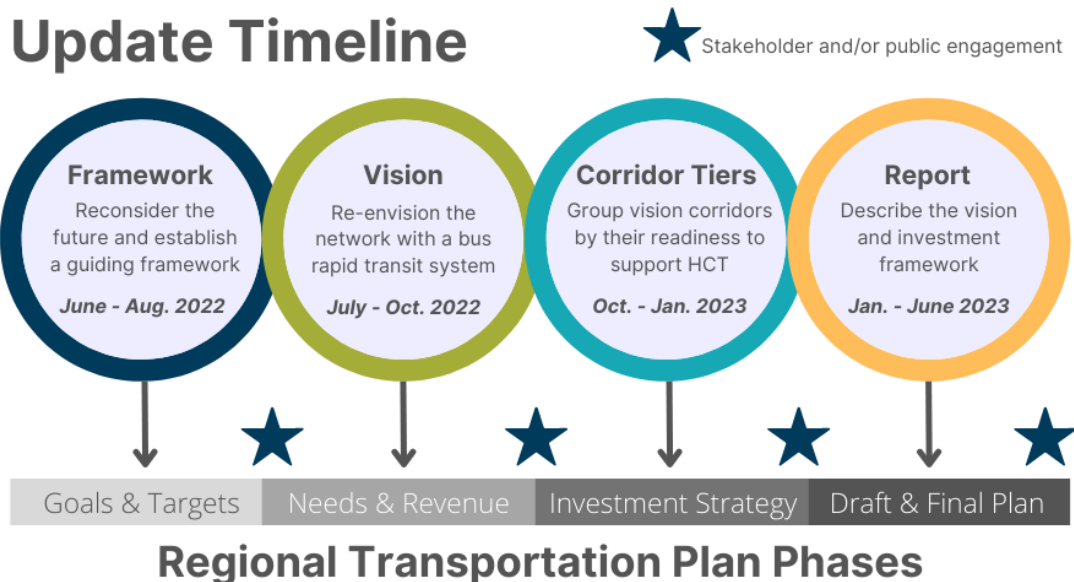 Update Timeline
Stakeholder and/or public engagement
Framework
Reconsider the
future and establish
a guiding framework
June - Aug. 2022
Vision
Re-envision the
network with a bus
rapid transit system
July - Oct. 2022
Corridor Tiers
Group vision corridors
by their readiness to
support HCT
Oct. - Jan. 2023
Report
Describe the vision
and investment
framework
Jan. - June 2023
Goals & Targets
Needs & Revenue
Investment Strategy
Draft & Final Plan
Regional Transportation Plan Phases